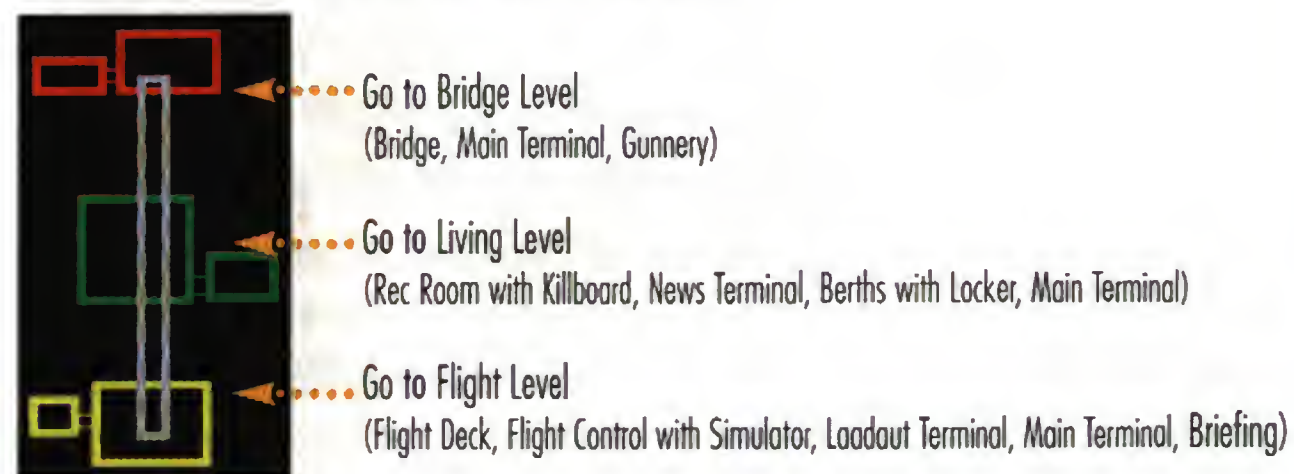 Go to Bridge Level
(Bridge, Main Terminal, Gunnery)
Go to Living Level
(Rec Room with Killboard, News Terminal, Berths with Locker, Main Terminal)
Go to Flight Level
(Flight Deck, Flight Control with Simulator, Loadout Terminal, Main Terminal, Briefing)